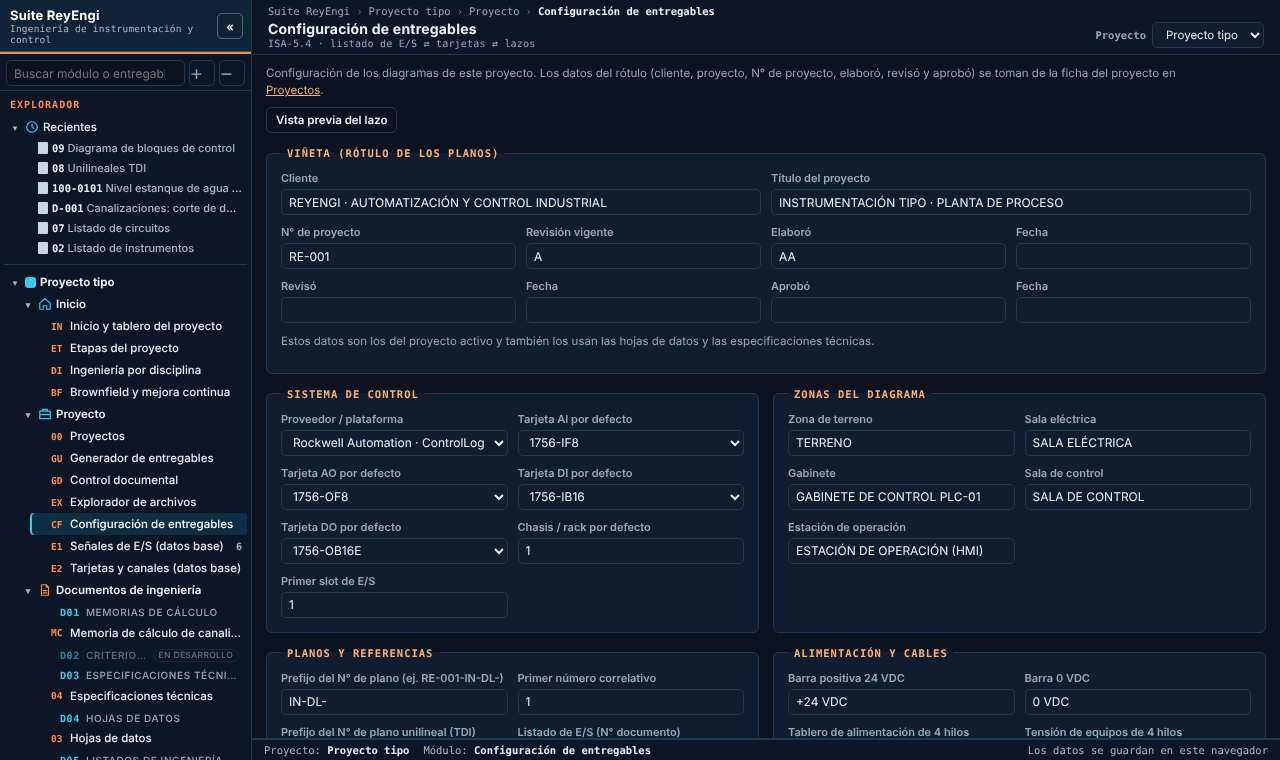 Suite ReyEngi
Ingeniería de instrumentación y control
«
Buscar módulo o entregabl
+
−
EXPLORADOR
Recientes
09 Diagrama de bloques de control
08 Unilineales TDI
100-0101 Nivel estanque de agua ...
D-001 Canalizaciones: corte de d...
07 Listado de circuitos
02 Listado de instrumentos
Proyecto tipo
Inicio
IN Inicio y tablero del proyecto
ET Etapas del proyecto
DI Ingeniería por disciplina
BF Brownfield y mejora continua
Proyecto
00 Proyectos
GU Generador de entregables
GD Control documental
EX Explorador de archivos
CF Configuración de entregables
E1 Señales de E/S (datos base) 6
E2 Tarjetas y canales (datos base)
Documentos de ingeniería
D01 MEMORIAS DE CÁLCULO
MC Memoria de cálculo de canali...
D02 CRITERIO... EN DESARROLLO
D03 ESPECIFICACIONES TÉCNI...
04 Especificaciones técnicas
D04 HOJAS DE DATOS
03 Hojas de datos
D05 LISTADOS DE INGENIERÍA
Suite ReyEngi › Proyecto tipo › Proyecto › Configuración de entregables
Configuración de entregables
ISA-5.4 · listado de E/S ⇄ tarjetas ⇄ lazos
Proyecto
Proyecto tipo
Configuración de los diagramas de este proyecto. Los datos del rótulo (cliente, proyecto, N° de proyecto, elaboró, revisó y aprobó) se toman de la ficha del proyecto en
Proyectos.
Vista previa del lazo
VIÑETA (RÓTULO DE LOS PLANOS)
Cliente
Título del proyecto
REYENGI · AUTOMATIZACIÓN Y CONTROL INDUSTRIAL
INSTRUMENTACIÓN TIPO · PLANTA DE PROCESO
N° de proyecto
Revisión vigente
Elaboró
Fecha
RE-001
A
AA
Revisó
Fecha
Aprobó
Fecha
Estos datos son los del proyecto activo y también los usan las hojas de datos y las especificaciones técnicas.
SISTEMA DE CONTROL
Proveedor / plataforma
Tarjeta AI por defecto
Rockwell Automation · ControlLog
1756-IF8
Tarjeta AO por defecto
Tarjeta DI por defecto
1756-OF8
1756-IB16
Tarjeta DO por defecto
Chasis / rack por defecto
1756-OB16E
1
Primer slot de E/S
1
ZONAS DEL DIAGRAMA
Zona de terreno
Sala eléctrica
TERRENO
SALA ELÉCTRICA
Gabinete
Sala de control
GABINETE DE CONTROL PLC-01
SALA DE CONTROL
Estación de operación
ESTACIÓN DE OPERACIÓN (HMI)
PLANOS Y REFERENCIAS
Prefijo del N° de plano (ej. RE-001-IN-DL-)
Primer número correlativo
IN-DL-
1
Prefijo del N° de plano unilineal (TDI)
Listado de E/S (N° documento)
ALIMENTACIÓN Y CABLES
Barra positiva 24 VDC
Barra 0 VDC
+24 VDC
0 VDC
Tablero de alimentación de 4 hilos
Tensión de equipos de 4 hilos
Proyecto: Proyecto tipo Módulo: Configuración de entregables
Los datos se guardan en este navegador